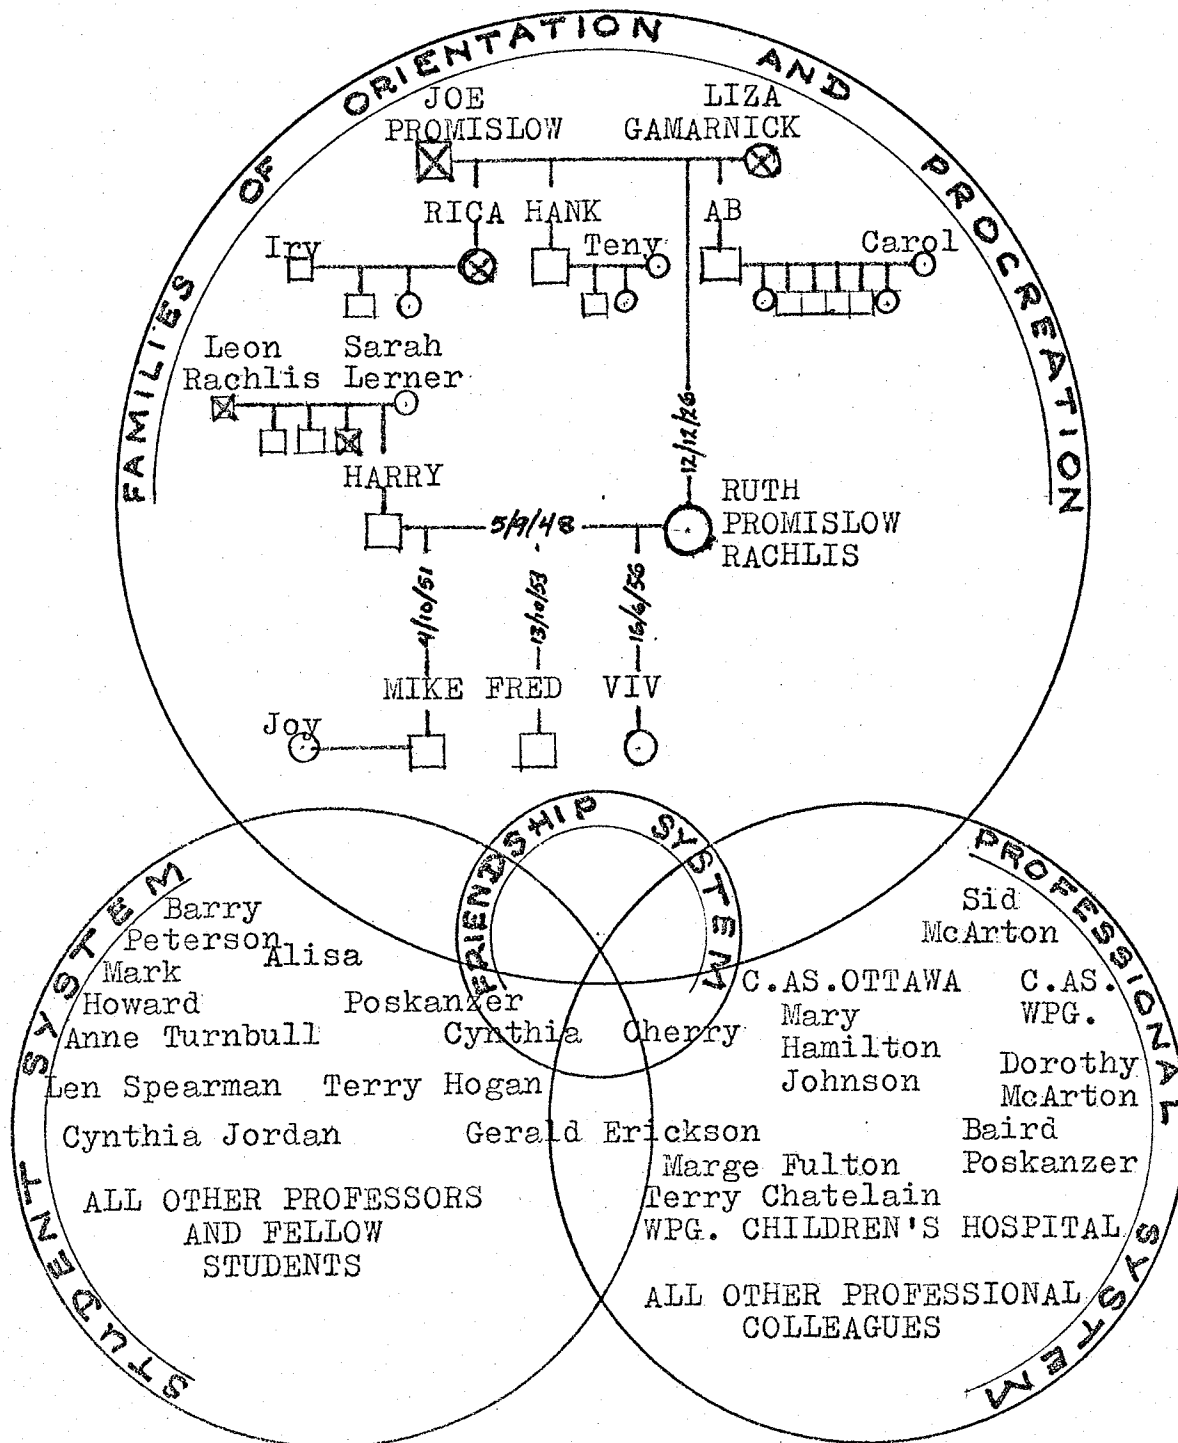 FAMILIES OF ORIENTATION AND PROCREATION
JOE
PROMISLOW
LIZA
GAMARNICK
RICA HANK
AB
Irv
Teny
Carol
Leon
Rachlis
Sarah
Lerner
12/12/26
HARRY
5/9/48
RUTH
PROMISLOW
RACHLIS
4/10/51
13/10/53
16/6/56
MIKE FRED VIV
Joy
FRIENDSHIP SYSTEM
STUDENT SYSTEM
Barry
Peterson
Alisa
Mark
Howard
Poskanzer
Anne Turnbull
Cynthia
Cherry
Len Spearman
Terry Hogan
Cynthia Jordan
Gerald Erickson
ALL OTHER PROFESSORS
AND FELLOW
STUDENTS
PROFESSIONAL SYSTEM
Sid
McArton
C.AS.OTTAWA
C.AS.
WPG.
Mary
Hamilton
Johnson
Dorothy
McArton
Baird
Poskanzer
Marge Fulton
Terry Chatelain
WPG. CHILDREN'S HOSPITAL
ALL OTHER PROFESSIONAL
COLLEAGUES